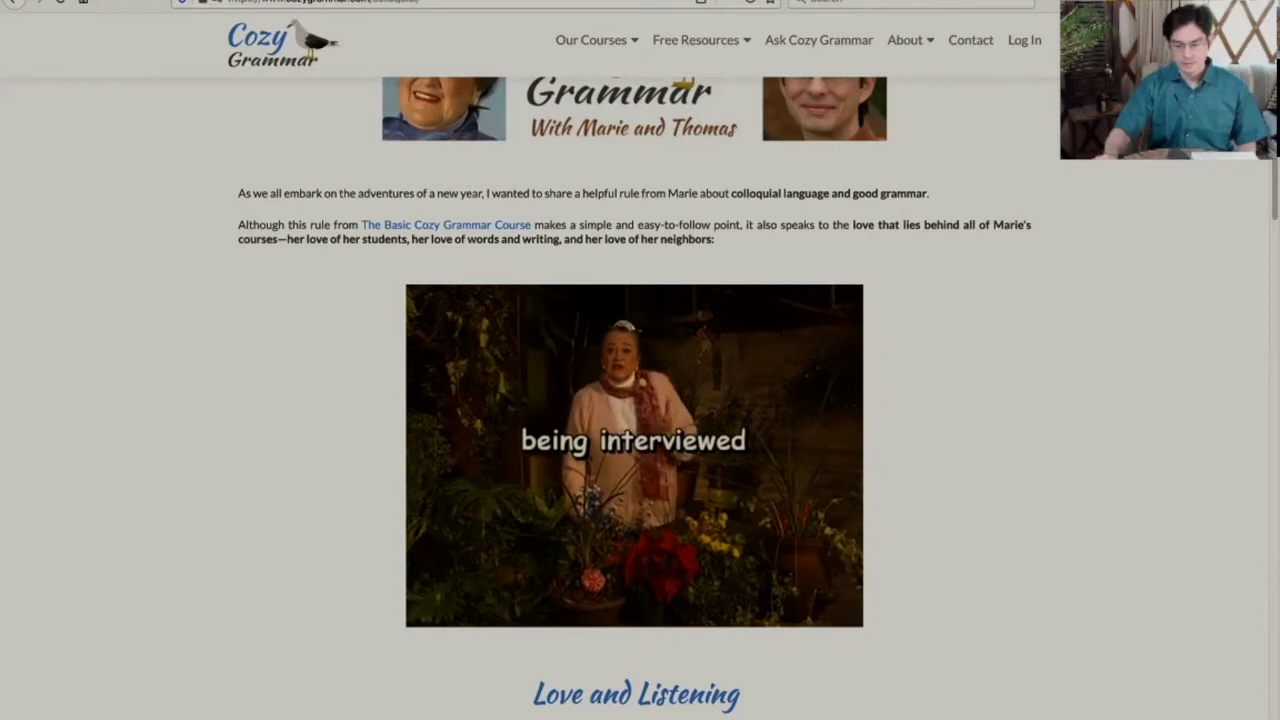 Cozy
Grammar
Our Courses
Free Resources
Ask Cozy Grammar
About
Contact
Log In
Grammar
With Marie and Thomas
As we all embark on the adventures of a new year, I wanted to share a helpful rule from Marie about colloquial language and good grammar.
Although this rule from The Basic Cozy Grammar Course makes a simple and easy-to-follow point, it also speaks to the love that lies behind all of Marie's
courses—her love of her students, her love of words and writing, and her love of her neighbors:
being interviewed
Love and Listening